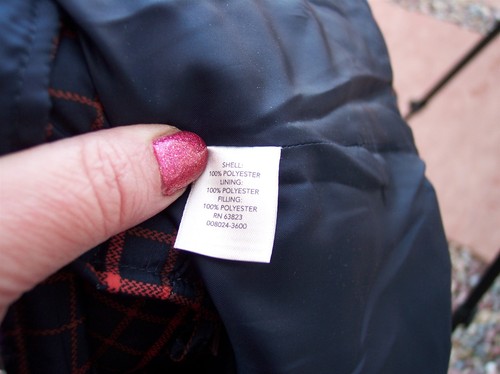 SHELL:
100% POLYESTER
LINING:
100% POLYESTER
FILLING:
100% POLYESTER
RN 63823
008024-3600